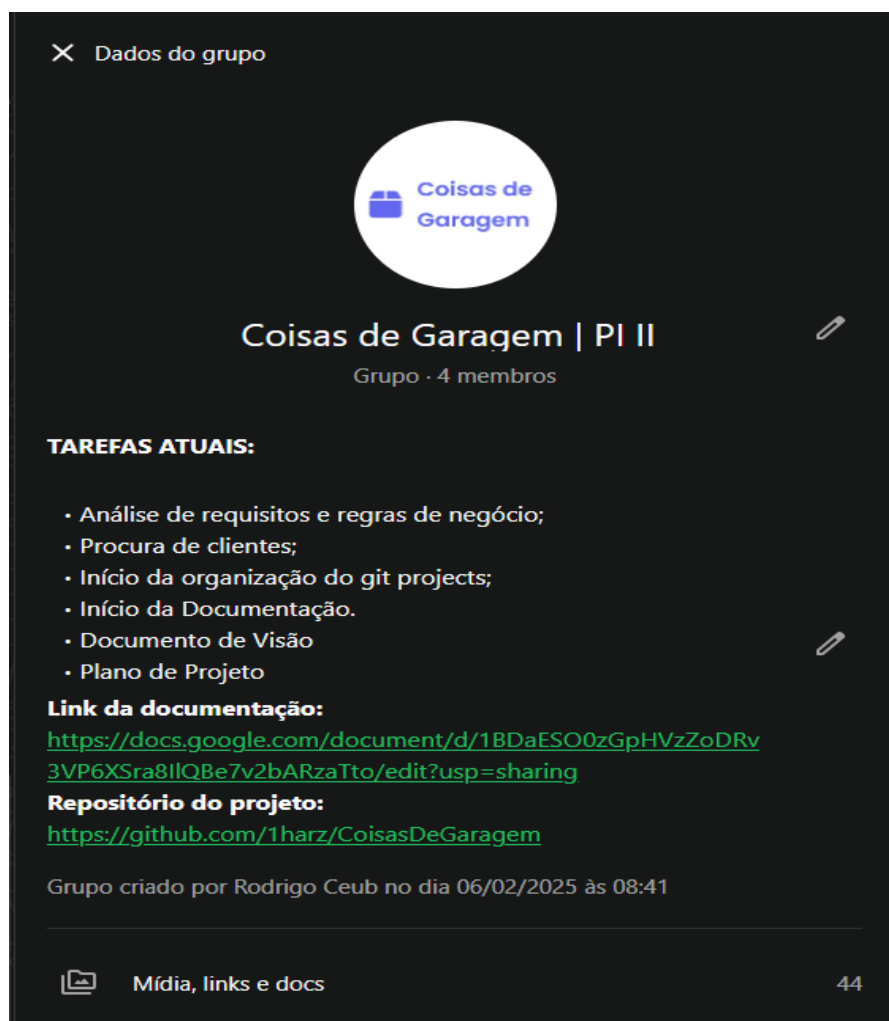 Dados do grupo
Coisas de
Garagem
Coisas de Garagem | PI II
Grupo · 4 membros
TAREFAS ATUAIS:
• Análise de requisitos e regras de negócio;
• Procura de clientes;
• Início da organização do git projects;
• Início da Documentação.
• Documento de Visão
• Plano de Projeto
Link da documentação:
https://docs.google.com/document/d/1BDaESO0zGpHVzZoDRv
3VP6XSra8IlQBe7v2bARzaTto/edit?usp=sharing
Repositório do projeto:
https://github.com/1harz/CoisasDeGaragem
Grupo criado por Rodrigo Ceub no dia 06/02/2025 às 08:41
Mídia, links e docs 44